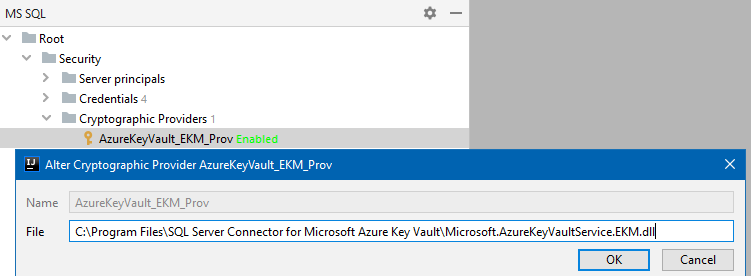 MS SQL
Root
Security
Server principals
Credentials 4
Cryptographic Providers 1
AzureKeyVault_EKM_Prov Enabled
IJ Alter Cryptographic Provider AzureKeyVault_EKM_Prov
Name AzureKeyVault_EKM_Prov
File C:\Program Files\SQL Server Connector for Microsoft Azure Key Vault\Microsoft.AzureKeyVaultService.EKM.dll
OK Cancel